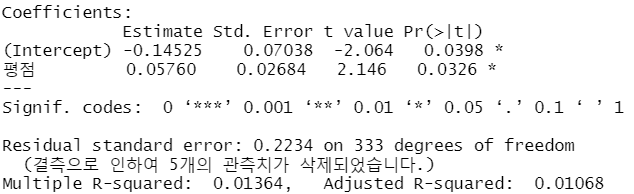 Coefficients:
Estimate Std. Error t value Pr(>|t|)
(Intercept) -0.14525 0.07038 -2.064 0.0398 *
평점 0.05760 0.02684 2.146 0.0326 *
---
Signif. codes: 0 ‘***’ 0.001 ‘**’ 0.01 ‘*’ 0.05 ‘.’ 0.1 ‘ ’ 1
Residual standard error: 0.2234 on 333 degrees of freedom
(결측으로 인하여 5개의 관측치가 삭제되었습니다.)
Multiple R-squared: 0.01364, Adjusted R-squared: 0.01068